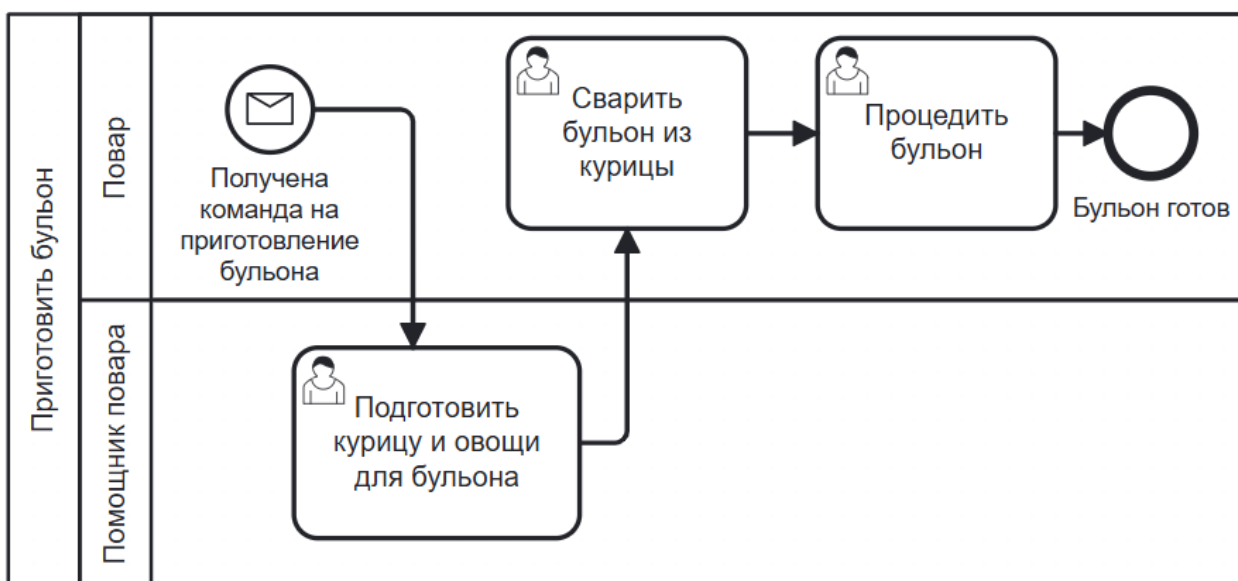 Приготовить бульон
Повар
Получена
команда на
приготовление
бульона
Сварить
бульон из
курицы
Процедить
бульон
Бульон готов
Помощник повара
Подготовить
курицу и овощи
для бульона